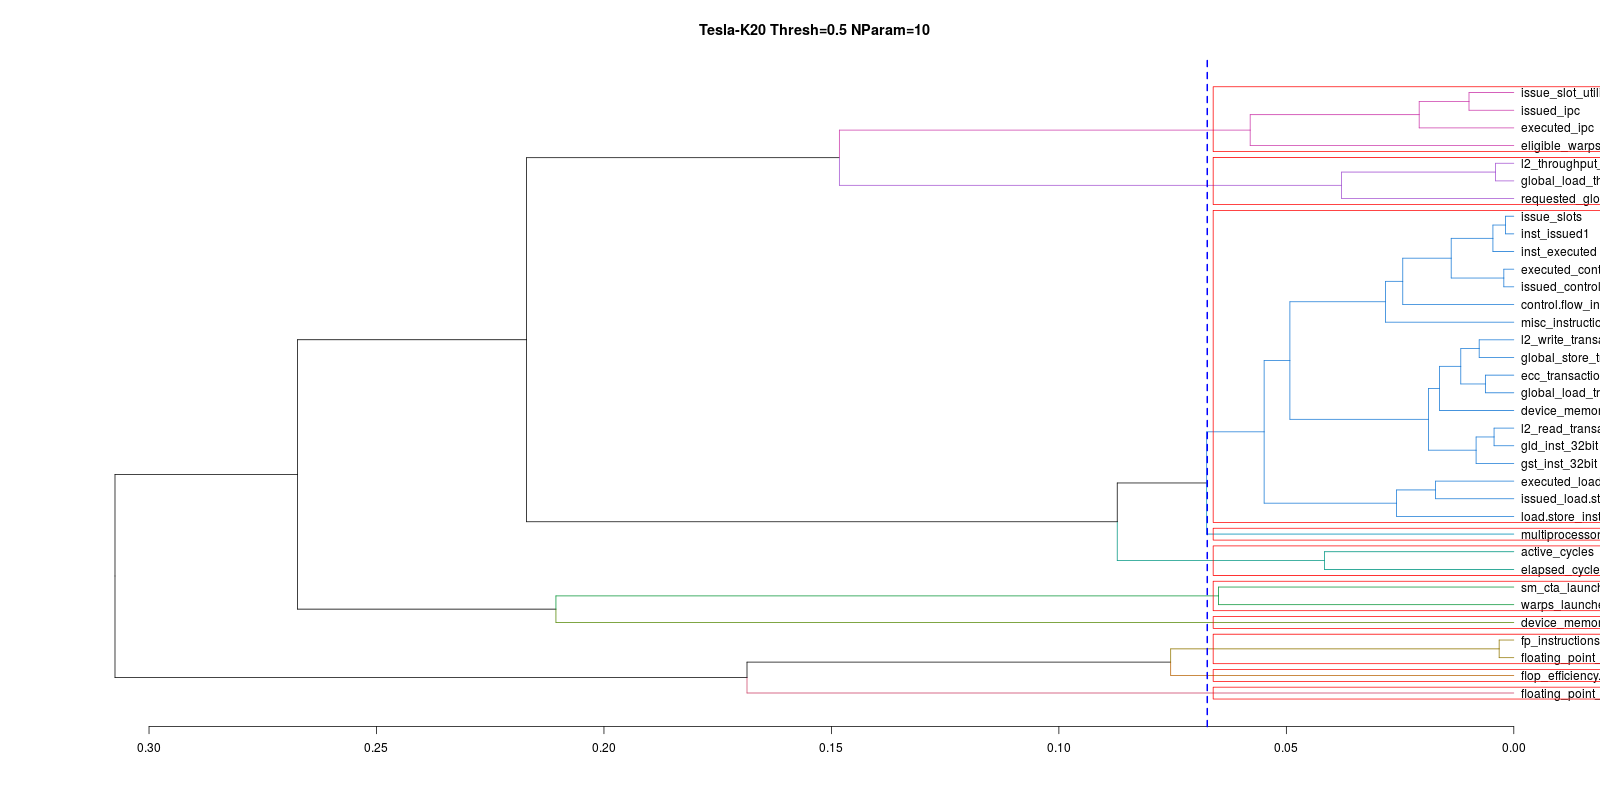 Tesla-K20 Thresh=0.5 NParam=10
issue_slot_util
issued_ipc
executed_ipc
eligible_warps
l2_throughput_
global_load_th
requested_glo
issue_slots
inst_issued1
inst_executed
executed_cont
issued_control
control.flow_in
misc_instructio
l2_write_transa
global_store_t
ecc_transactio
global_load_tr
device_memor
l2_read_transa
gld_inst_32bit
gst_inst_32bit
executed_load
issued_load.st
load.store_inst
multiprocessor
active_cycles
elapsed_cycle
sm_cta_launch
warps_launche
device_memor
fp_instructions
floating_point_
flop_efficiency.
floating_point_
0.30 0.25 0.20 0.15 0.10 0.05 0.00